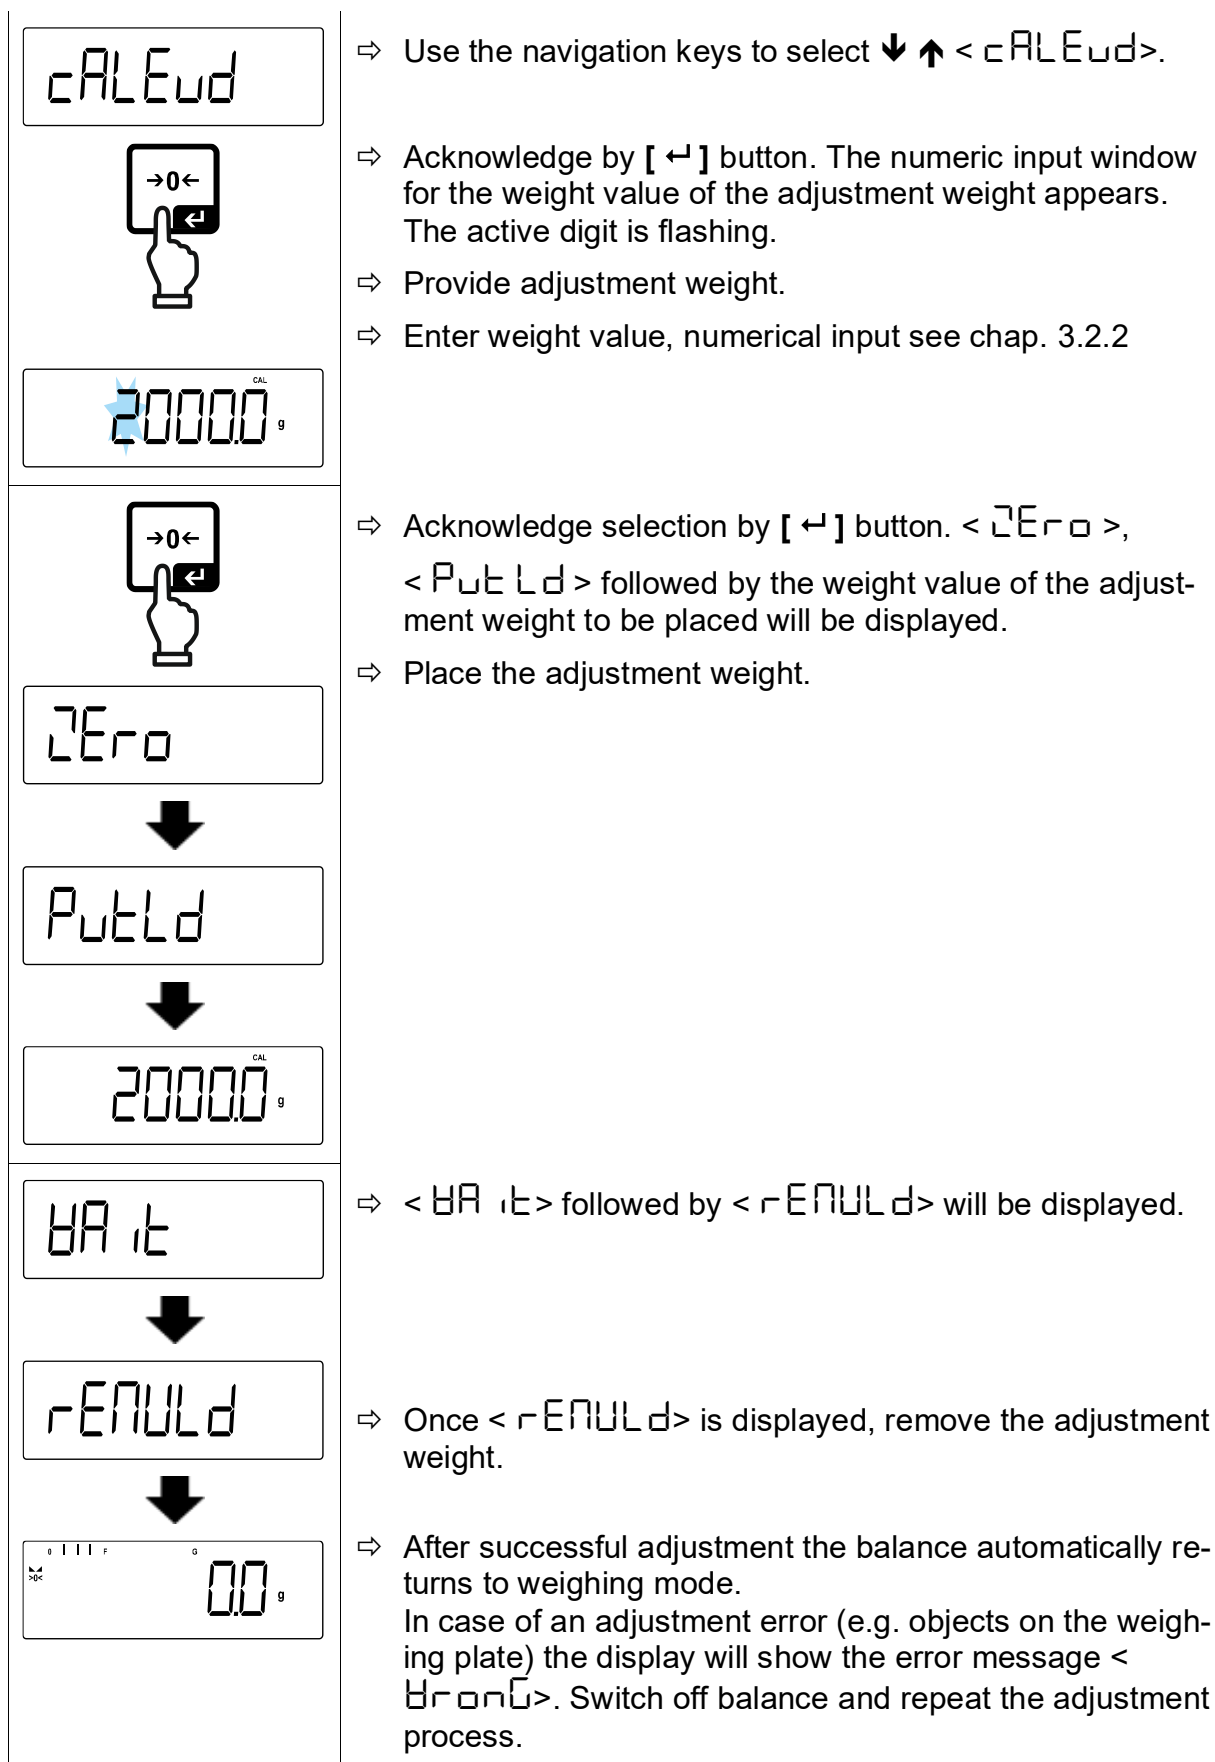 cALEud
⇨ Use the navigation keys to select 🡻 🡹 < cALEud>.
→0←
⇨ Acknowledge by [ ↵ ] button. The numeric input window
for the weight value of the adjustment weight appears.
The active digit is flashing.
⇨ Provide adjustment weight.
⇨ Enter weight value, numerical input see chap. 3.2.2
CAL
2000.0 g
→0←
⇨ Acknowledge selection by [ ↵ ] button. < ZEro >,
< Put Ld > followed by the weight value of the adjust-
ment weight to be placed will be displayed.
⇨ Place the adjustment weight.
ZEro
PutLd
CAL
2000.0 g
WAit
⇨ < WAit> followed by < rEMULd> will be displayed.
rEMULd
⇨ Once < rEMULd> is displayed, remove the adjustment
weight.
0 F G
>0<
0.0 g
⇨ After successful adjustment the balance automatically re-
turns to weighing mode.
In case of an adjustment error (e.g. objects on the weigh-
ing plate) the display will show the error message <
WronG>. Switch off balance and repeat the adjustment
process.